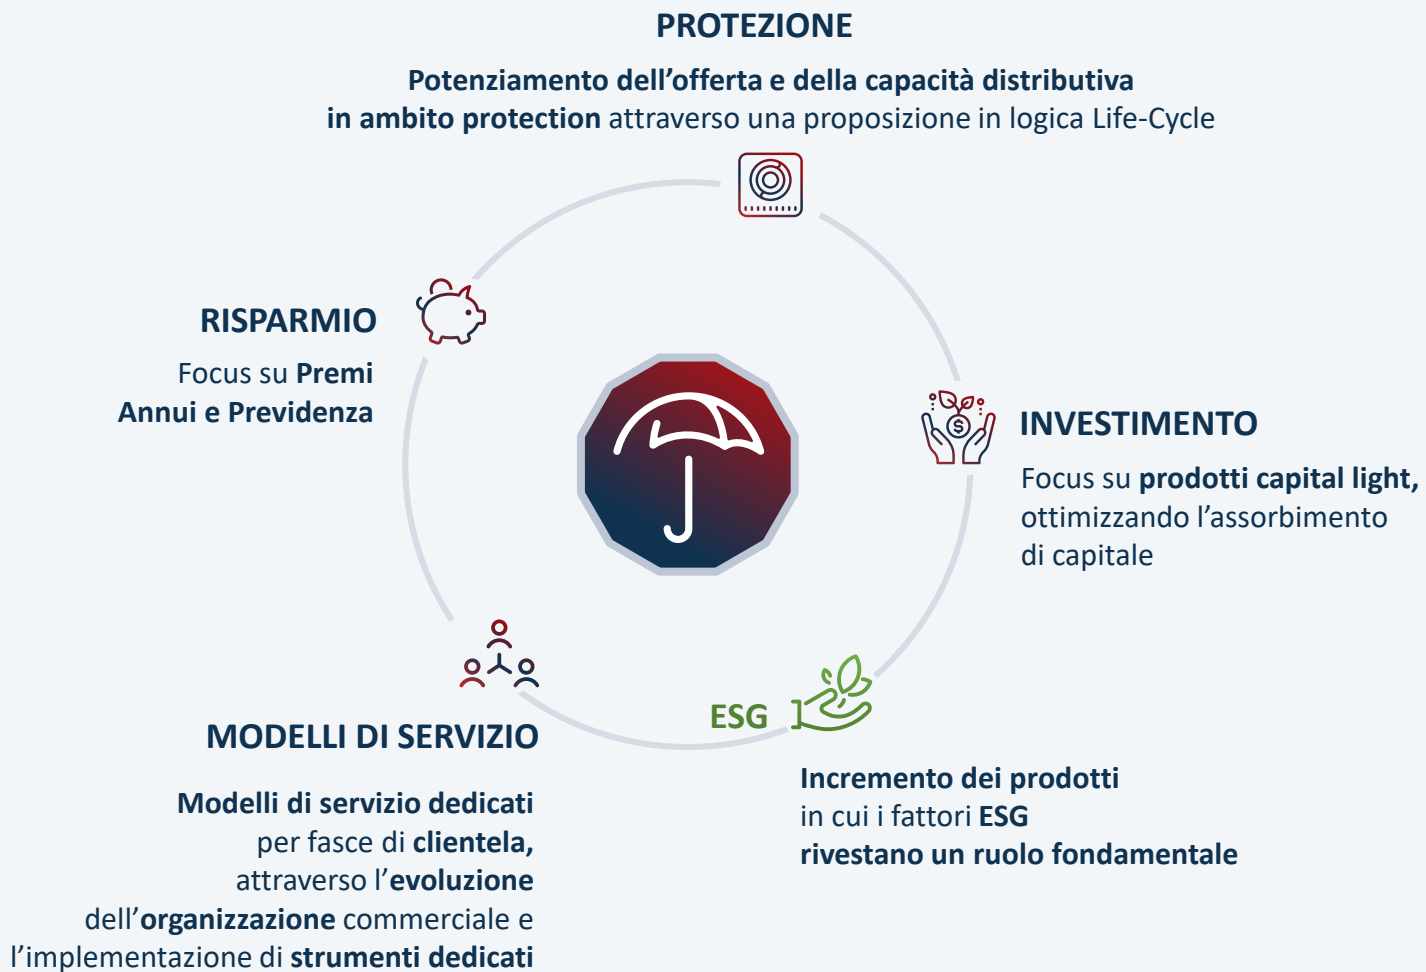 PROTEZIONE
Potenziamento dell’offerta e della capacità distributiva
in ambito protection attraverso una proposizione in logica Life-Cycle
RISPARMIO
Focus su Premi
Annui e Previdenza
INVESTIMENTO
Focus su prodotti capital light,
ottimizzando l’assorbimento
di capitale
$
ESG
Incremento dei prodotti
in cui i fattori ESG
rivestano un ruolo fondamentale
MODELLI DI SERVIZIO
Modelli di servizio dedicati
per fasce di clientela,
attraverso l’evoluzione
dell’organizzazione commerciale e
l’implementazione di strumenti dedicati